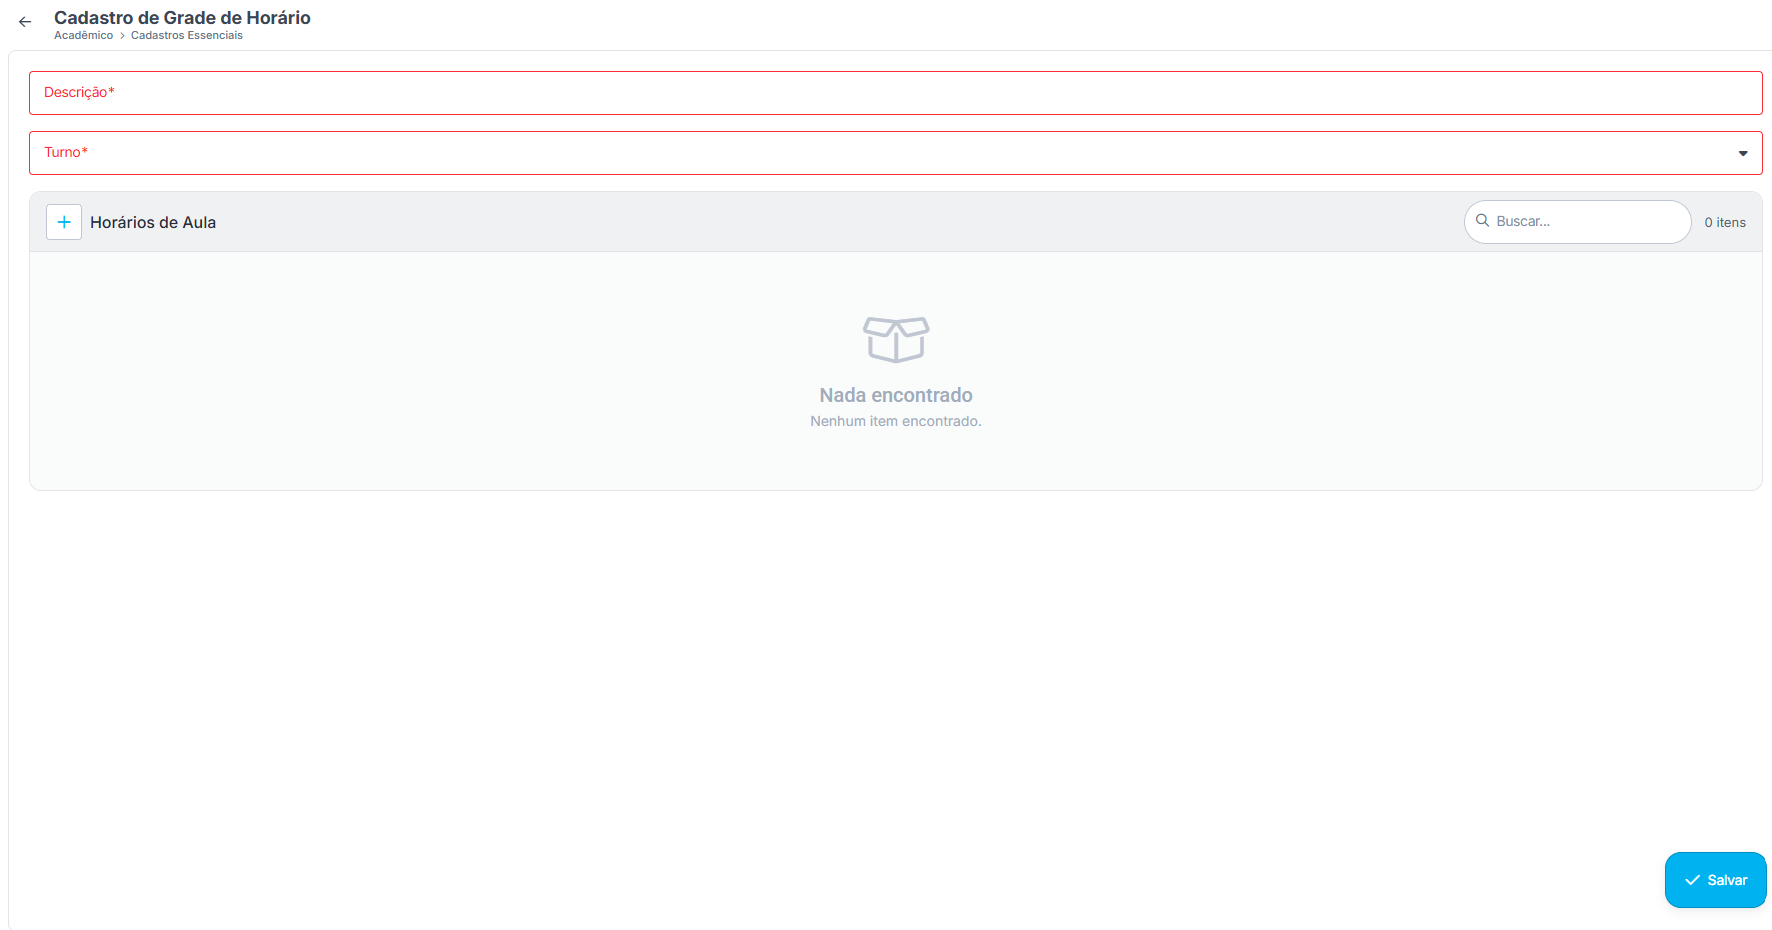 Cadastro de Grade de Horário
Acadêmico > Cadastros Essenciais
Descrição*
Turno*
Horários de Aula
Buscar...
0 itens
Nada encontrado
Nenhum item encontrado.
Salvar